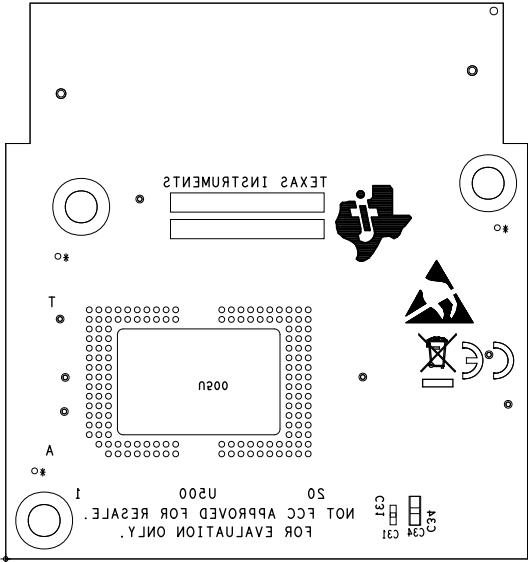 TEXAS INSTRUMENTS
T
U500
A
1 U500 20
NOT FCC APPROVED FOR RESALE.
FOR EVALUATION ONLY.
C31
C34
C31
C34